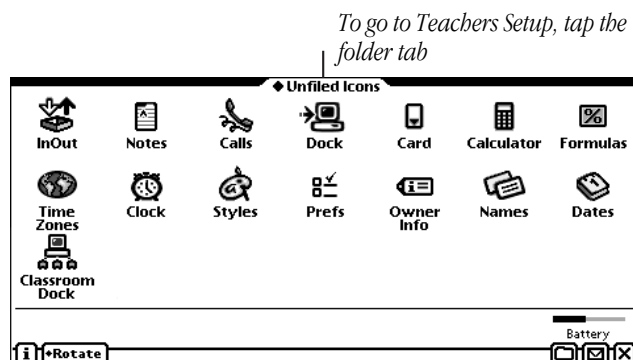 To go to Teachers Setup, tap the
folder tab
◆ Unfiled Icons
InOut Notes Calls Dock Card Calculator Formulas
Time Zones Clock Styles Prefs Owner Info Names Dates
Classroom Dock
Battery
i ◆Rotate X